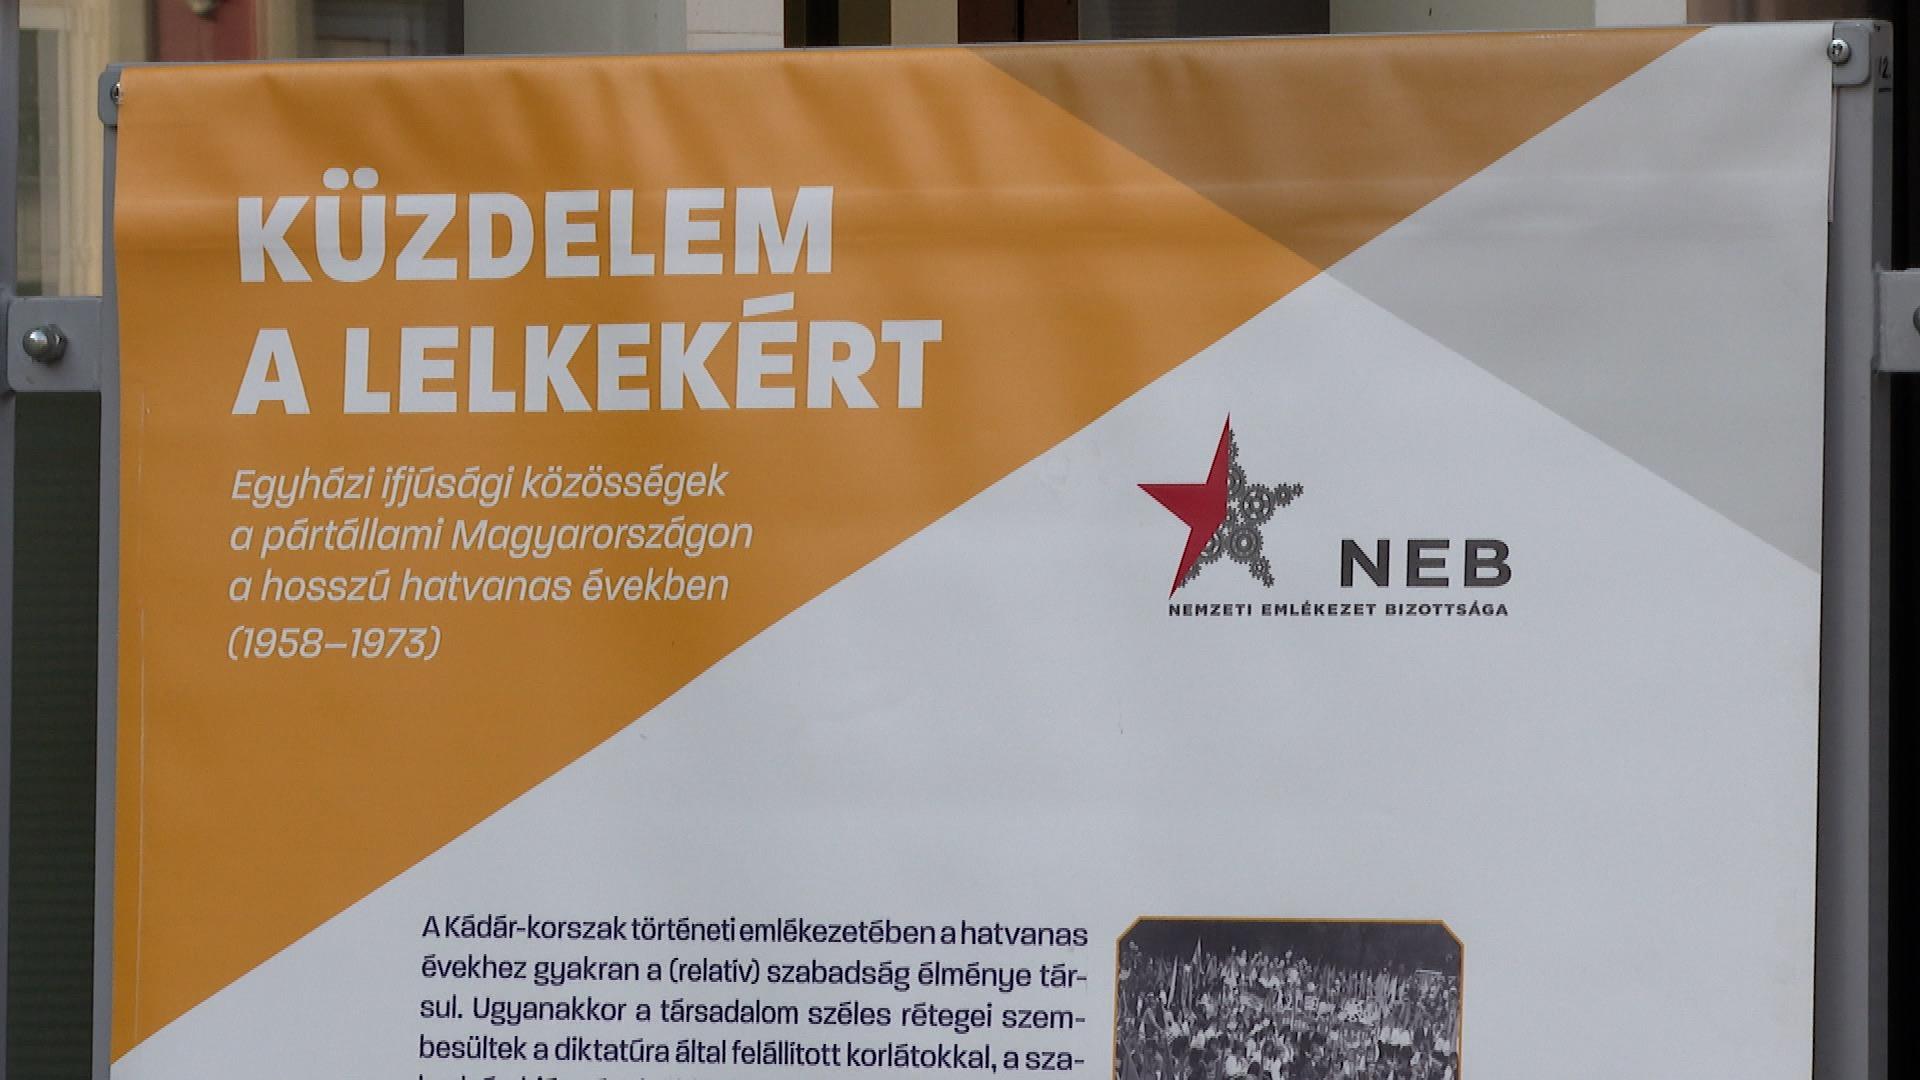 KÜZDELEM
A LELKEKÉRT
Egyházi ifjúsági közösségek
a pártállami Magyarországon
a hosszú hatvanas években
(1958–1973)
NEB
NEMZETI EMLÉKEZET BIZOTTSÁGA
A Kádár-korszak történeti emlékezetében a hatvanas
évekhez gyakran a (relatív) szabadság élménye tár-
sul. Ugyanakkor a társadalom széles rétegei szem-
besültek a diktatúra által felállított korlátokkal, a sza-
12.